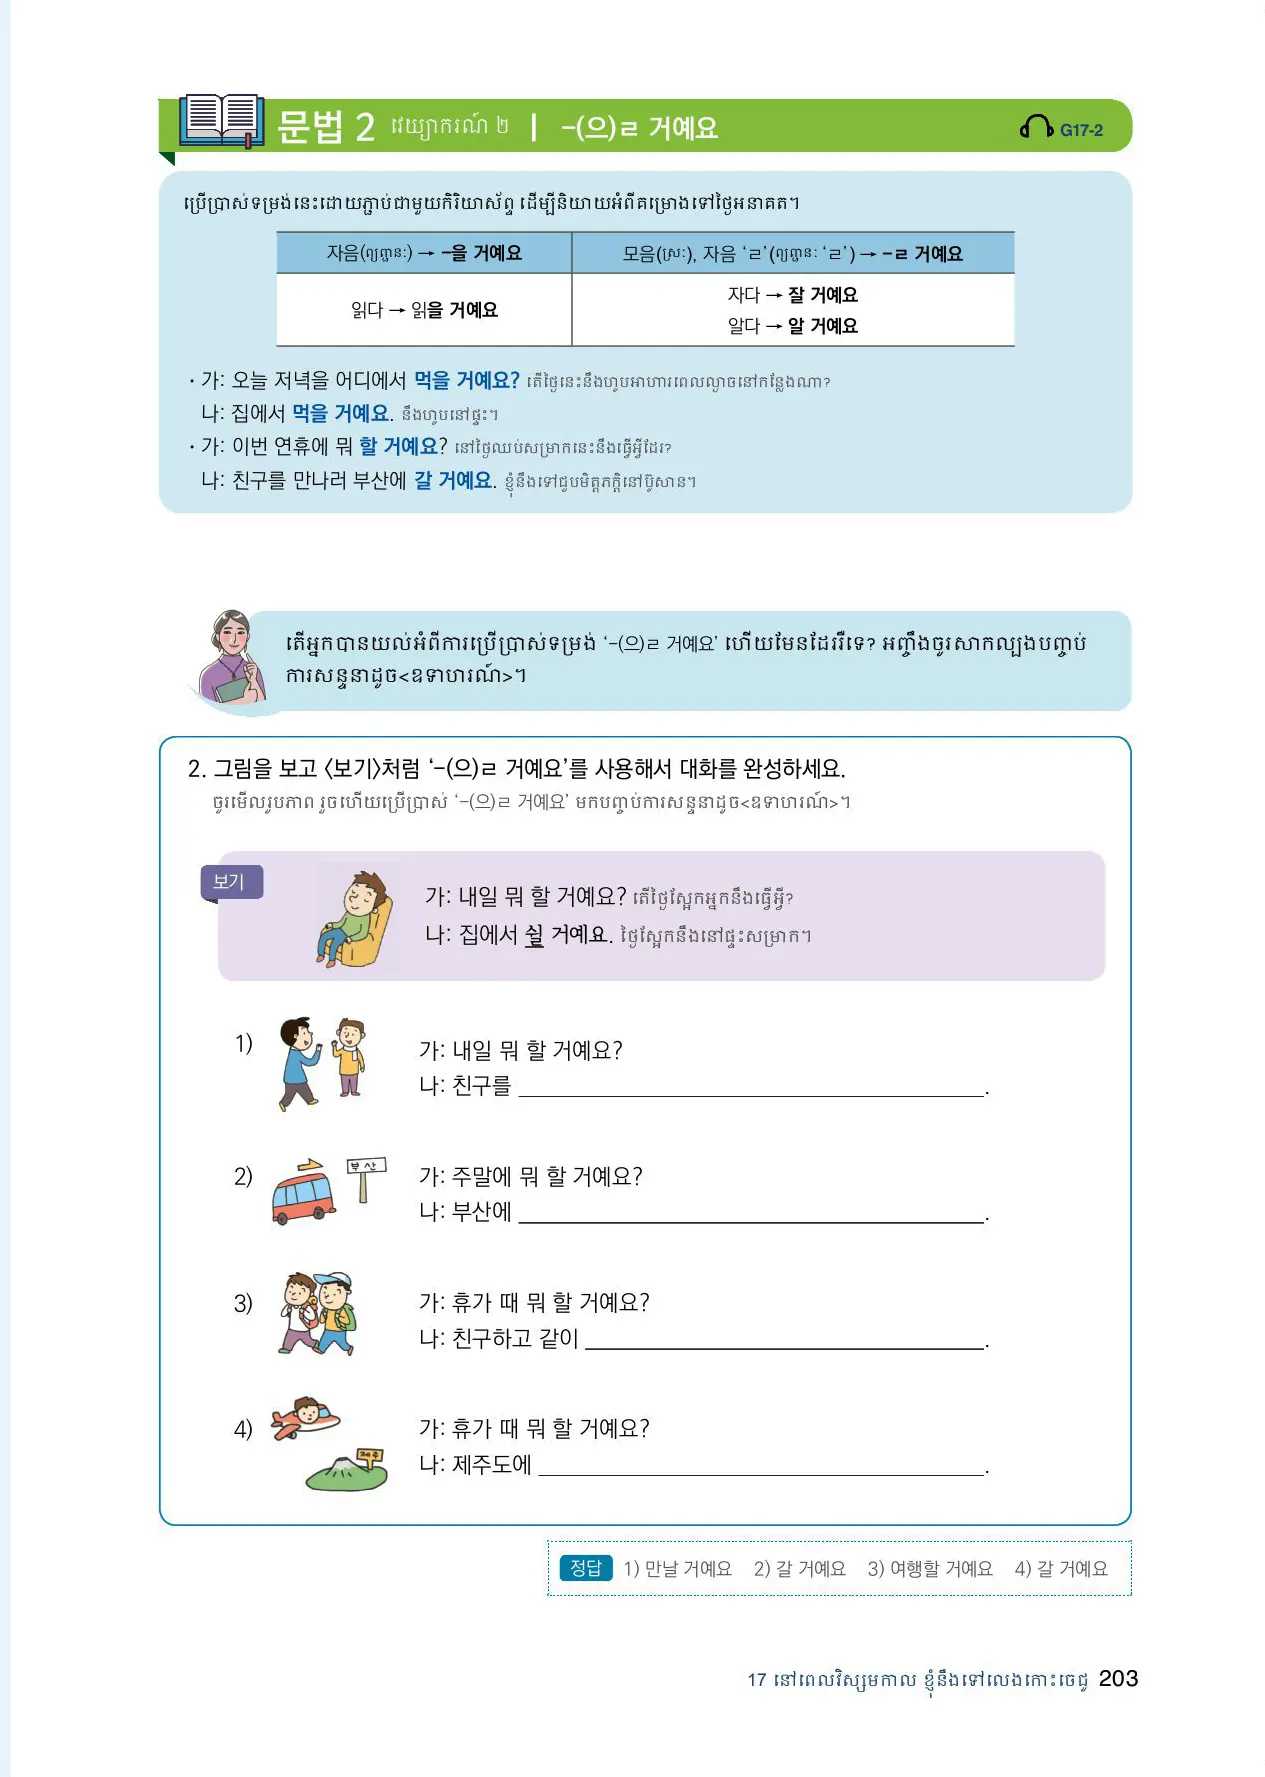 문법 2 វេយ្យាករណ៍ ២ | -(으)ㄹ 거예요 G17-2
ប្រើប្រាស់ទម្រង់នេះដោយភ្ជាប់ជាមួយកិរិយាស័ព្ទ ដើម្បីនិយាយអំពីគម្រោងទៅថ្ងៃអនាគត។
자음(ព្យញ្ជនៈ) → -을 거예요 모음(ស្រៈ), 자음 ‘ㄹ’(ព្យញ្ជនៈ ‘ㄹ’) → -ㄹ 거예요
읽다 → 읽을 거예요
자다 → 잘 거예요
알다 → 알 거예요
• 가: 오늘 저녁을 어디에서 먹을 거예요? តើថ្ងៃនេះនឹងហូបអាហារពេលល្ងាចនៅកន្លែងណា?
나: 집에서 먹을 거예요. នឹងហូបនៅផ្ទះ។
• 가: 이번 연휴에 뭐 할 거예요? នៅថ្ងៃឈប់សម្រាកនេះនឹងធ្វើអ្វីដែរ?
나: 친구를 만나러 부산에 갈 거예요. ខ្ញុំនឹងទៅជួបមិត្តភក្តិនៅប៊ូសាន។
តើអ្នកបានយល់អំពីការប្រើប្រាស់ទម្រង់ ‘-(으)ㄹ 거예요’ ហើយមែនដែររឺទេ? អញ្ចឹងចូរសាកល្បងបញ្ចាប់
ការសន្ទនាដូច<ឧទាហរណ៍>។
2. 그림을 보고 〈보기〉처럼 ‘-(으)ㄹ 거예요’를 사용해서 대화를 완성하세요.
ចូរមើលរូបភាព រួចហើយប្រើប្រាស់ ‘-(으)ㄹ 거예요’ មកបញ្ចប់ការសន្ទនាដូច<ឧទាហរណ៍>។
보기
가: 내일 뭐 할 거예요? តើថ្ងៃស្អែកអ្នកនឹងធ្វើអ្វី?
나: 집에서 쉴 거예요. ថ្ងៃស្អែកនឹងនៅផ្ទះសម្រាក។
1)
가: 내일 뭐 할 거예요?
나: 친구를 ______.
2)
부산
가: 주말에 뭐 할 거예요?
나: 부산에 ______.
3)
가: 휴가 때 뭐 할 거예요?
나: 친구하고 같이 ______.
4)
제주
가: 휴가 때 뭐 할 거예요?
나: 제주도에 ______.
정답 1) 만날 거예요 2) 갈 거예요 3) 여행할 거예요 4) 갈 거예요
17 នៅពេលវិស្សមកាល ខ្ញុំនឹងទៅលេងកោះចេជូ 203